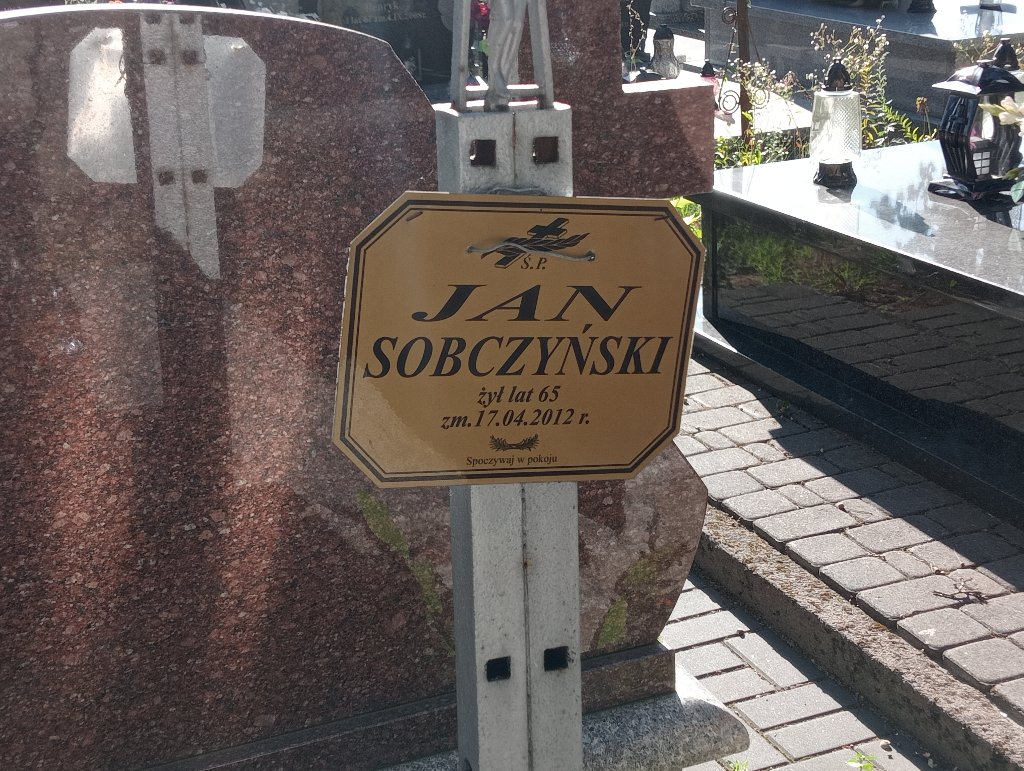 Ś.P.
JAN
SOBCZYŃSKI
żył lat 65
zm.17.04.2012 r.
Spoczywaj w pokoju